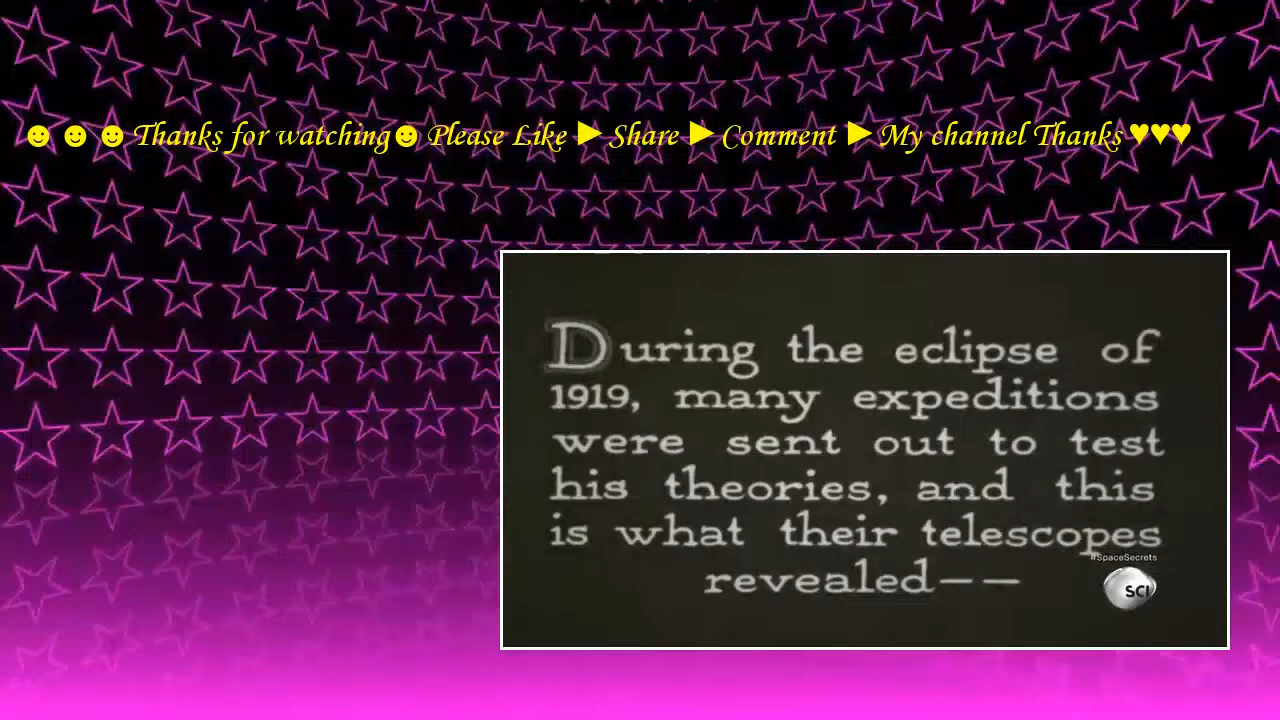 ☻ ☻ ☻ Thanks for watching☻ Please Like ► Share ► Comment ► My channel Thanks ♥♥♥
During the eclipse of
1919, many expeditions
were sent out to test
his theories, and this
is what their telescopes
revealed——
#SpaceSecrets
SCI